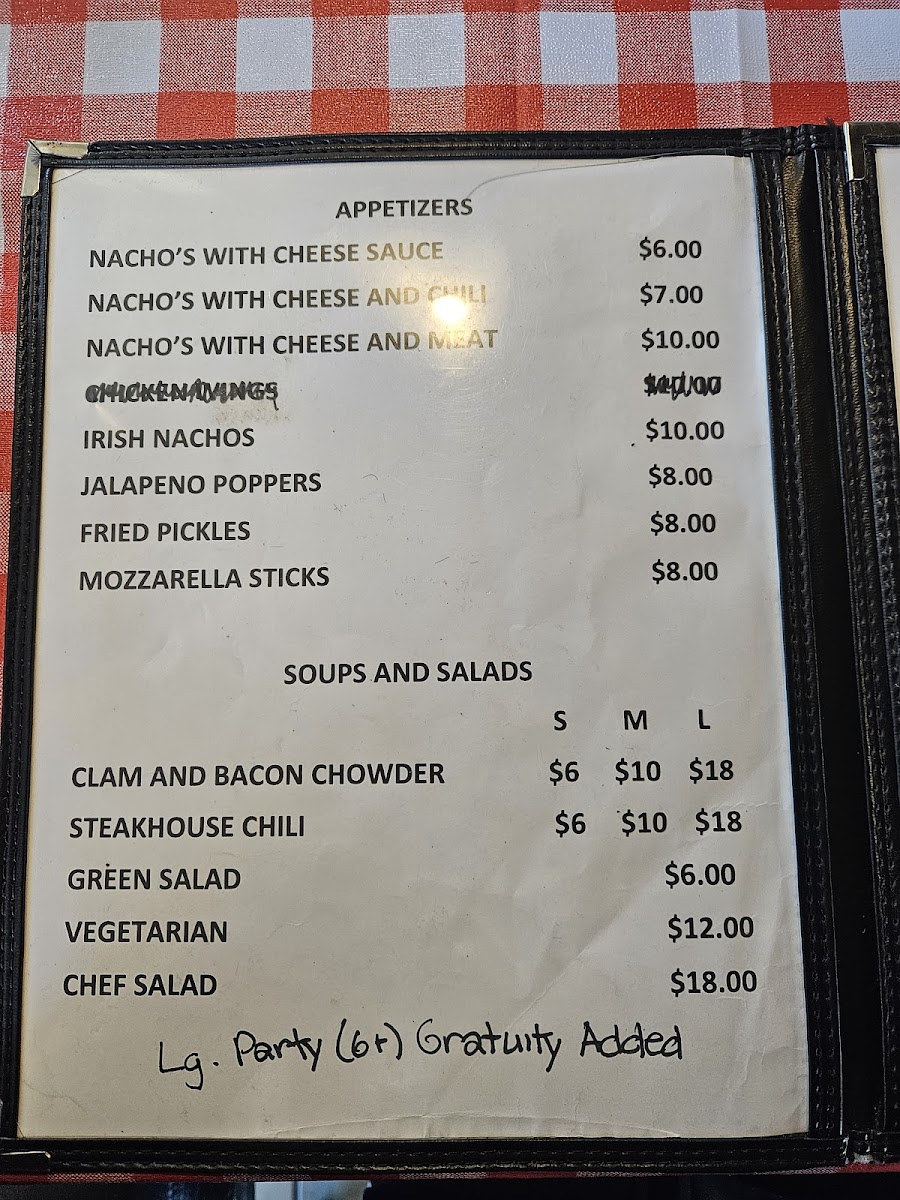 APPETIZERS
NACHO'S WITH CHEESE SAUCE $6.00
NACHO'S WITH CHEESE AND CHILI $7.00
NACHO'S WITH CHEESE AND MEAT $10.00
CHICKEN WINGS
IRISH NACHOS $10.00
JALAPENO POPPERS $8.00
FRIED PICKLES $8.00
MOZZARELLA STICKS $8.00
SOUPS AND SALADS
S M L
CLAM AND BACON CHOWDER $6 $10 $18
STEAKHOUSE CHILI $6 $10 $18
GREEN SALAD $6.00
VEGETARIAN $12.00
CHEF SALAD $18.00
Lg. Party (6+) Gratuity Added